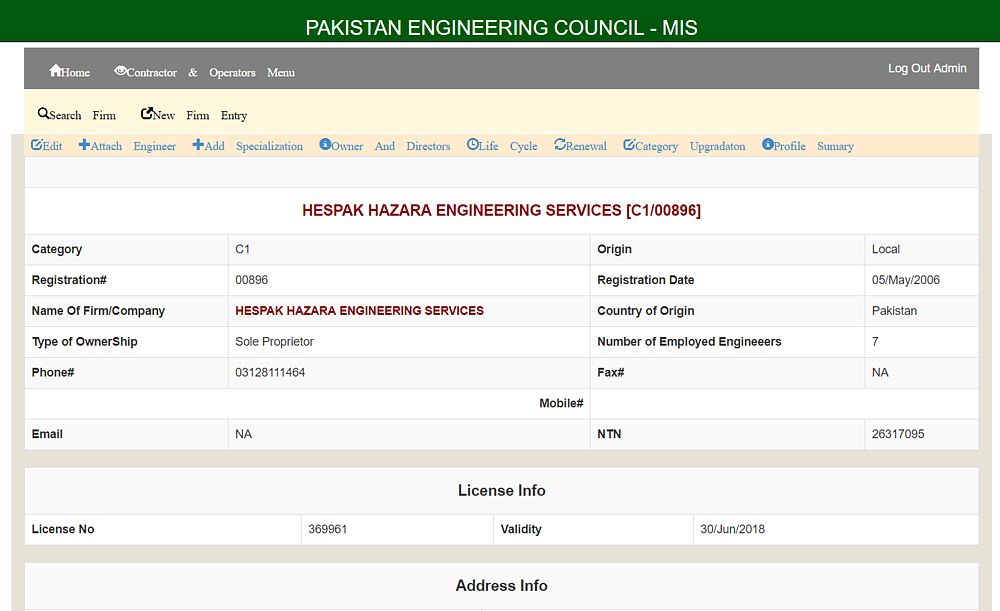 PAKISTAN ENGINEERING COUNCIL - MIS
Home Contractor & Operators Menu Log Out Admin
Search Firm New Firm Entry
Edit Attach Engineer Add Specialization Owner And Directors Life Cycle Renewal Category Upgradaton Profile Sumary
HESPAK HAZARA ENGINEERING SERVICES [C1/00896]
Category C1 Origin Local
Registration# 00896 Registration Date 05/May/2006
Name Of Firm/Company HESPAK HAZARA ENGINEERING SERVICES Country of Origin Pakistan
Type of OwnerShip Sole Proprietor Number of Employed Engineeers 7
Phone# 03128111464 Fax# NA
Mobile#
Email NA NTN 26317095
License Info
License No 369961 Validity 30/Jun/2018
Address Info